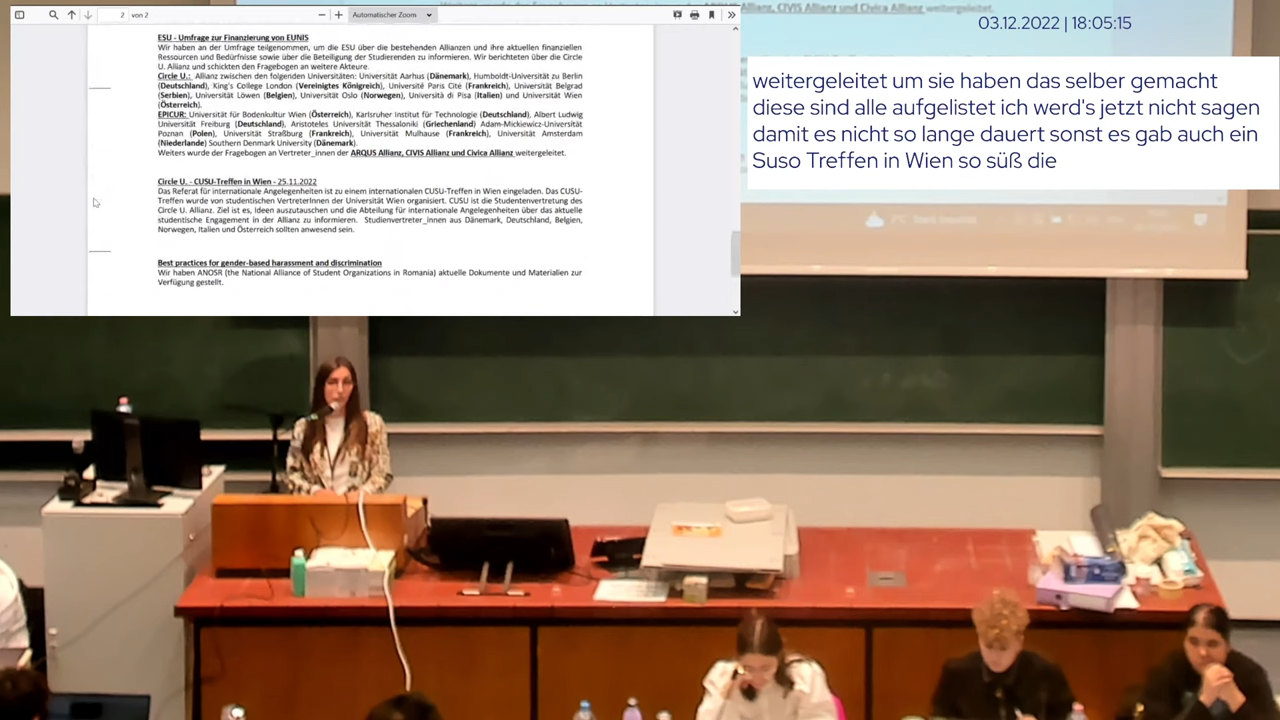 2 von 2
Automatischer Zoom
ESU - Umfrage zur Finanzierung von EUNIS
Wir haben an der Umfrage teilgenommen, um die ESU über die bestehenden Allianzen und ihre aktuellen finanziellen
Ressourcen und Bedürfnisse sowie über die Beteiligung der Studierenden zu informieren. Wir berichteten über die Circle
U. Allianz und schickten den Fragebogen an weitere Akteure.
Circle U.: Allianz zwischen den folgenden Universitäten: Universität Aarhus (Dänemark), Humboldt-Universität zu Berlin
(Deutschland), King's College London (Vereinigtes Königreich), Université Paris Cité (Frankreich), Universität Belgrad
(Serbien), Universität Löwen (Belgien), Universität Oslo (Norwegen), Università di Pisa (Italien) und Universität Wien
(Österreich).
EPICUR: Universität für Bodenkultur Wien (Österreich), Karlsruher Institut für Technologie (Deutschland), Albert Ludwig
Universität Freiburg (Deutschland), Aristoteles Universität Thessaloniki (Griechenland) Adam-Mickiewicz-Universität
Poznan (Polen), Universität Straßburg (Frankreich), Universität Mulhouse (Frankreich), Universität Amsterdam
(Niederlande) Southern Denmark University (Dänemark).
Weiters wurde der Fragebogen an Vertreter_innen der ARQUS Allianz, CIVIS Allianz und Civica Allianz weitergeleitet.
Circle U. - CUSU-Treffen in Wien - 25.11.2022
Das Referat für internationale Angelegenheiten ist zu einem internationalen CUSU-Treffen in Wien eingeladen. Das CUSU-
Treffen wurde von studentischen VertreterInnen der Universität Wien organisiert. CUSU ist die Studentenvertretung des
Circle U. Allianz. Ziel ist es, Ideen auszutauschen und die Abteilung für internationale Angelegenheiten über das aktuelle
studentische Engagement in der Allianz zu informieren. Studienvertreter_innen aus Dänemark, Deutschland, Belgien,
Norwegen, Italien und Österreich sollten anwesend sein.
Best practices for gender-based harassment and discrimination
Wir haben ANOSR (the National Alliance of Student Organizations in Romania) aktuelle Dokumente und Materialien zur
Verfügung gestellt.
Allianz, CIVIS Allianz und Civica Allianz weitergeleitet.
03.12.2022 | 18:05:15
weitergeleitet um sie haben das selber gemacht
diese sind alle aufgelistet ich werd's jetzt nicht sagen
damit es nicht so lange dauert sonst es gab auch ein
Suso Treffen in Wien so süß die